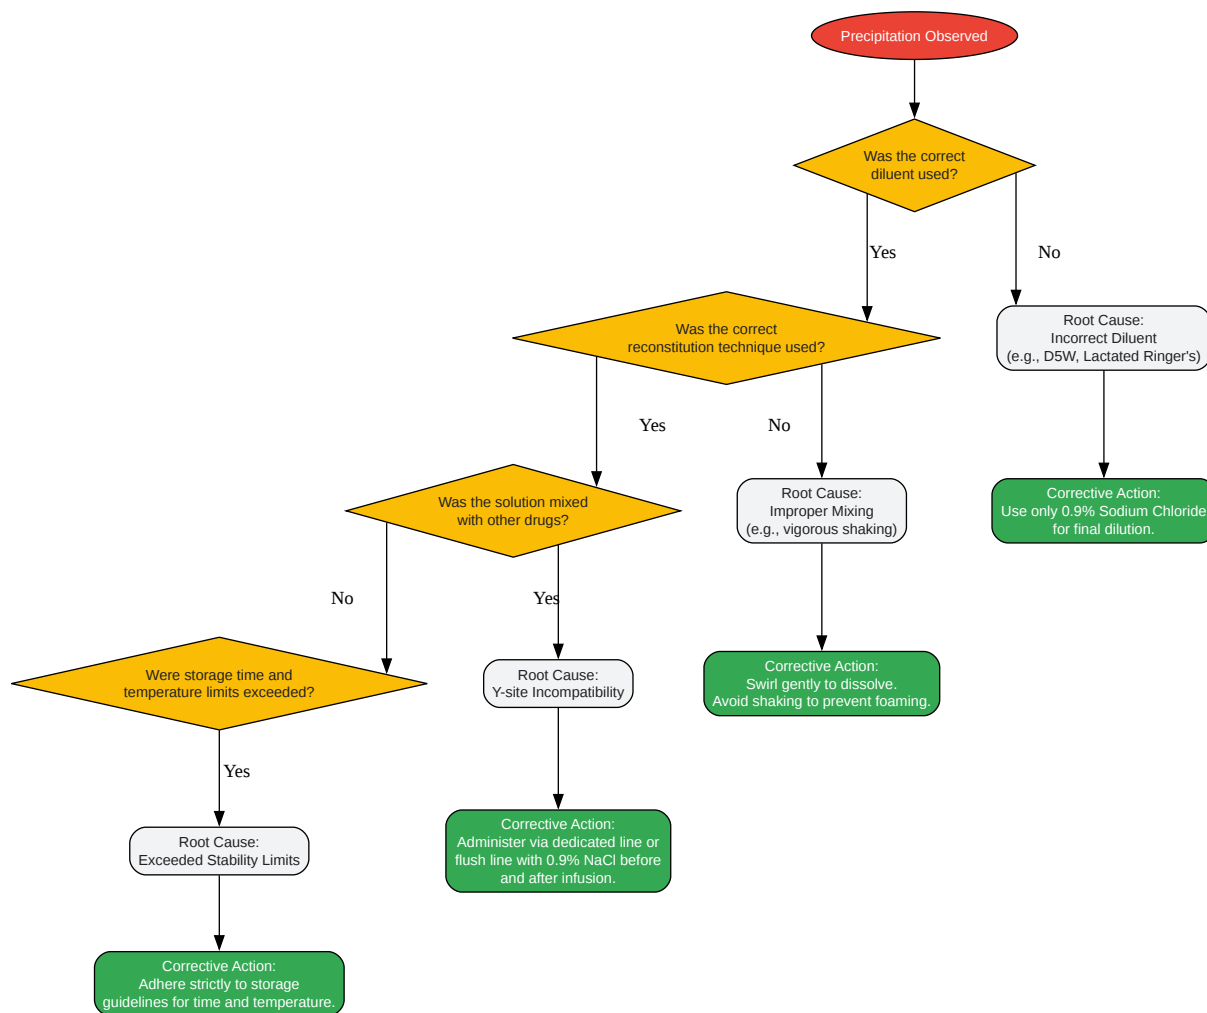 Precipitation Observed
Was the correct
diluent used?
Yes
No
Was the correct
reconstitution technique used?
Root Cause:
Incorrect Diluent
(e.g., D5W, Lactated Ringer's)
Yes
No
Was the solution mixed
with other drugs?
Root Cause:
Improper Mixing
(e.g., vigorous shaking)
Corrective Action:
Use only 0.9% Sodium Chloride
for final dilution.
No
Yes
Were storage time and
temperature limits exceeded?
Root Cause:
Y-site Incompatibility
Corrective Action:
Swirl gently to dissolve.
Avoid shaking to prevent foaming.
Yes
Root Cause:
Exceeded Stability Limits
Corrective Action:
Administer via dedicated line or
flush line with 0.9% NaCl before
and after infusion.
Corrective Action:
Adhere strictly to storage
guidelines for time and temperature.